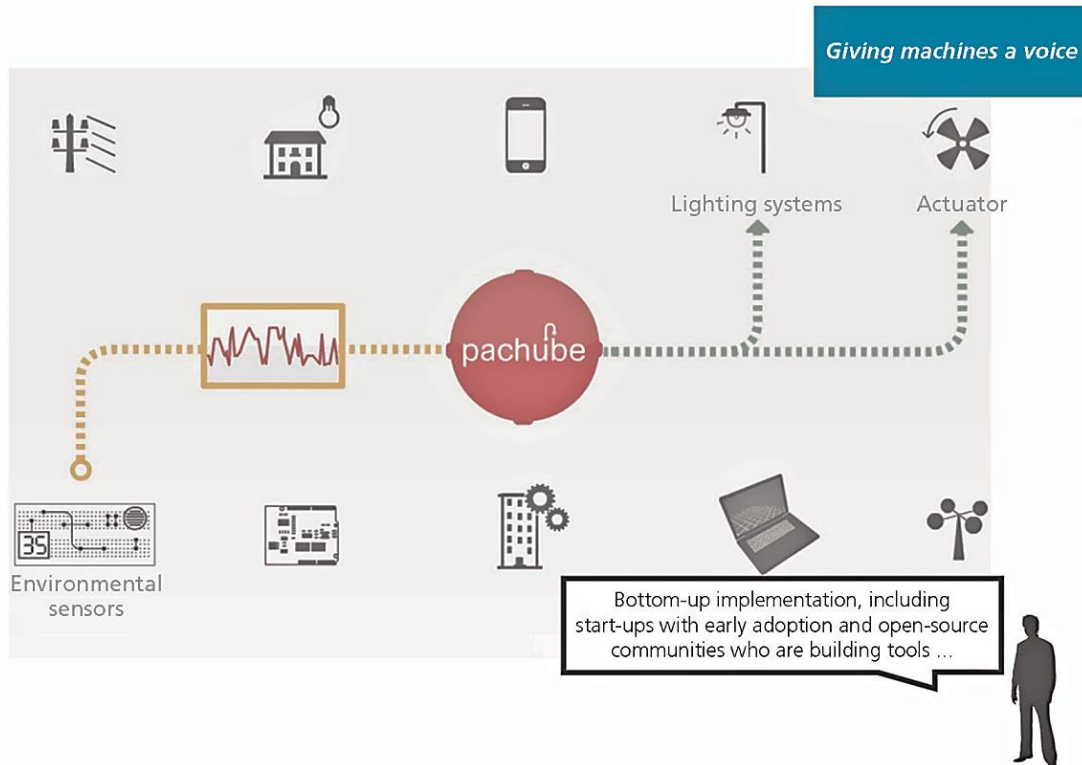 Giving machines a voice
Lighting systems
Actuator
pachube
35
Environmental
sensors
Bottom-up implementation, including
start-ups with early adoption and open-source
communities who are building tools ...